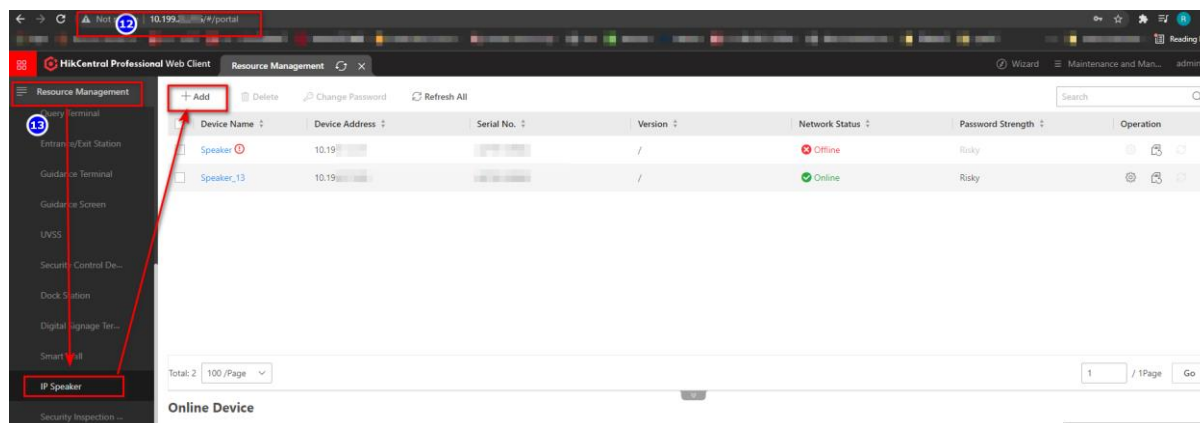 Not
12
10.199.
/#/portal
R
Reading
HikCentral Professional Web Client
Resource Management
Wizard
Maintenance and Man...
admin
Resource Management
13
Query Terminal
Entrance/Exit Station
Guidance Terminal
Guidance Screen
UVSS
Security Control De...
Dock Station
Digital Signage Ter...
Smart Wall
IP Speaker
Security Inspection ...
Add
Delete
Change Password
Refresh All
Search
Device Name
Device Address
Serial No.
Version
Network Status
Password Strength
Operation
Speaker
10.19
/
Offline
Risky
Speaker_13
10.19
/
Online
Risky
Total: 2
100 /Page
1
/ 1Page
Go
Online Device